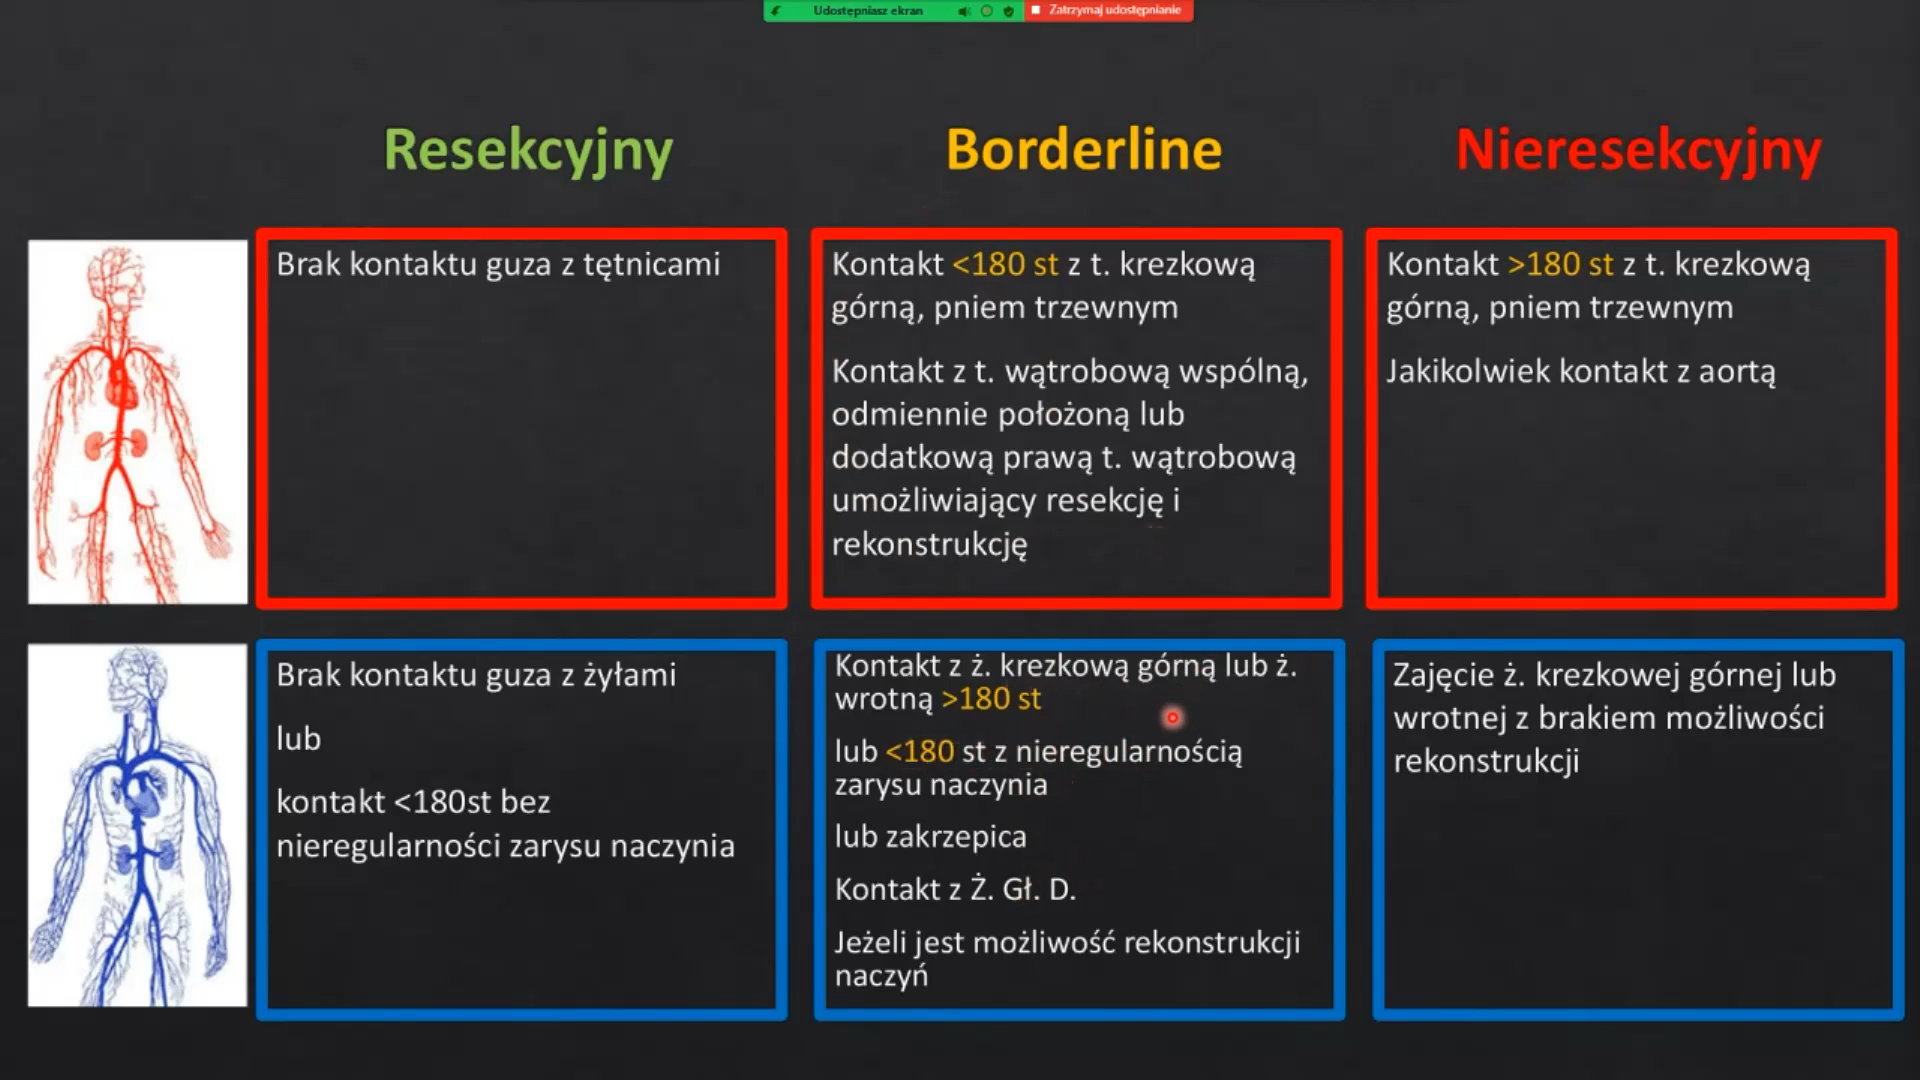 Udostępniasz ekran
Zatrzymaj udostępnianie
Resekcyjny
Borderline
Nieresekcyjny
Brak kontaktu guza z tętnicami
Kontakt <180 st z t. krezkową
górną, pniem trzewnym
Kontakt z t. wątrobową wspólną,
odmiennie położoną lub
dodatkową prawą t. wątrobową
umożliwiający resekcję i
rekonstrukcję
Kontakt >180 st z t. krezkową
górną, pniem trzewnym
Jakikolwiek kontakt z aortą
Brak kontaktu guza z żyłami
lub
kontakt <180st bez
nieregularności zarysu naczynia
Kontakt z ż. krezkową górną lub ż.
wrotną >180 st
lub <180 st z nieregularnością
zarysu naczynia
lub zakrzepica
Kontakt z Ż. Gł. D.
Jeżeli jest możliwość rekonstrukcji
naczyń
Zajęcie ż. krezkowej górnej lub
wrotnej z brakiem możliwości
rekonstrukcji